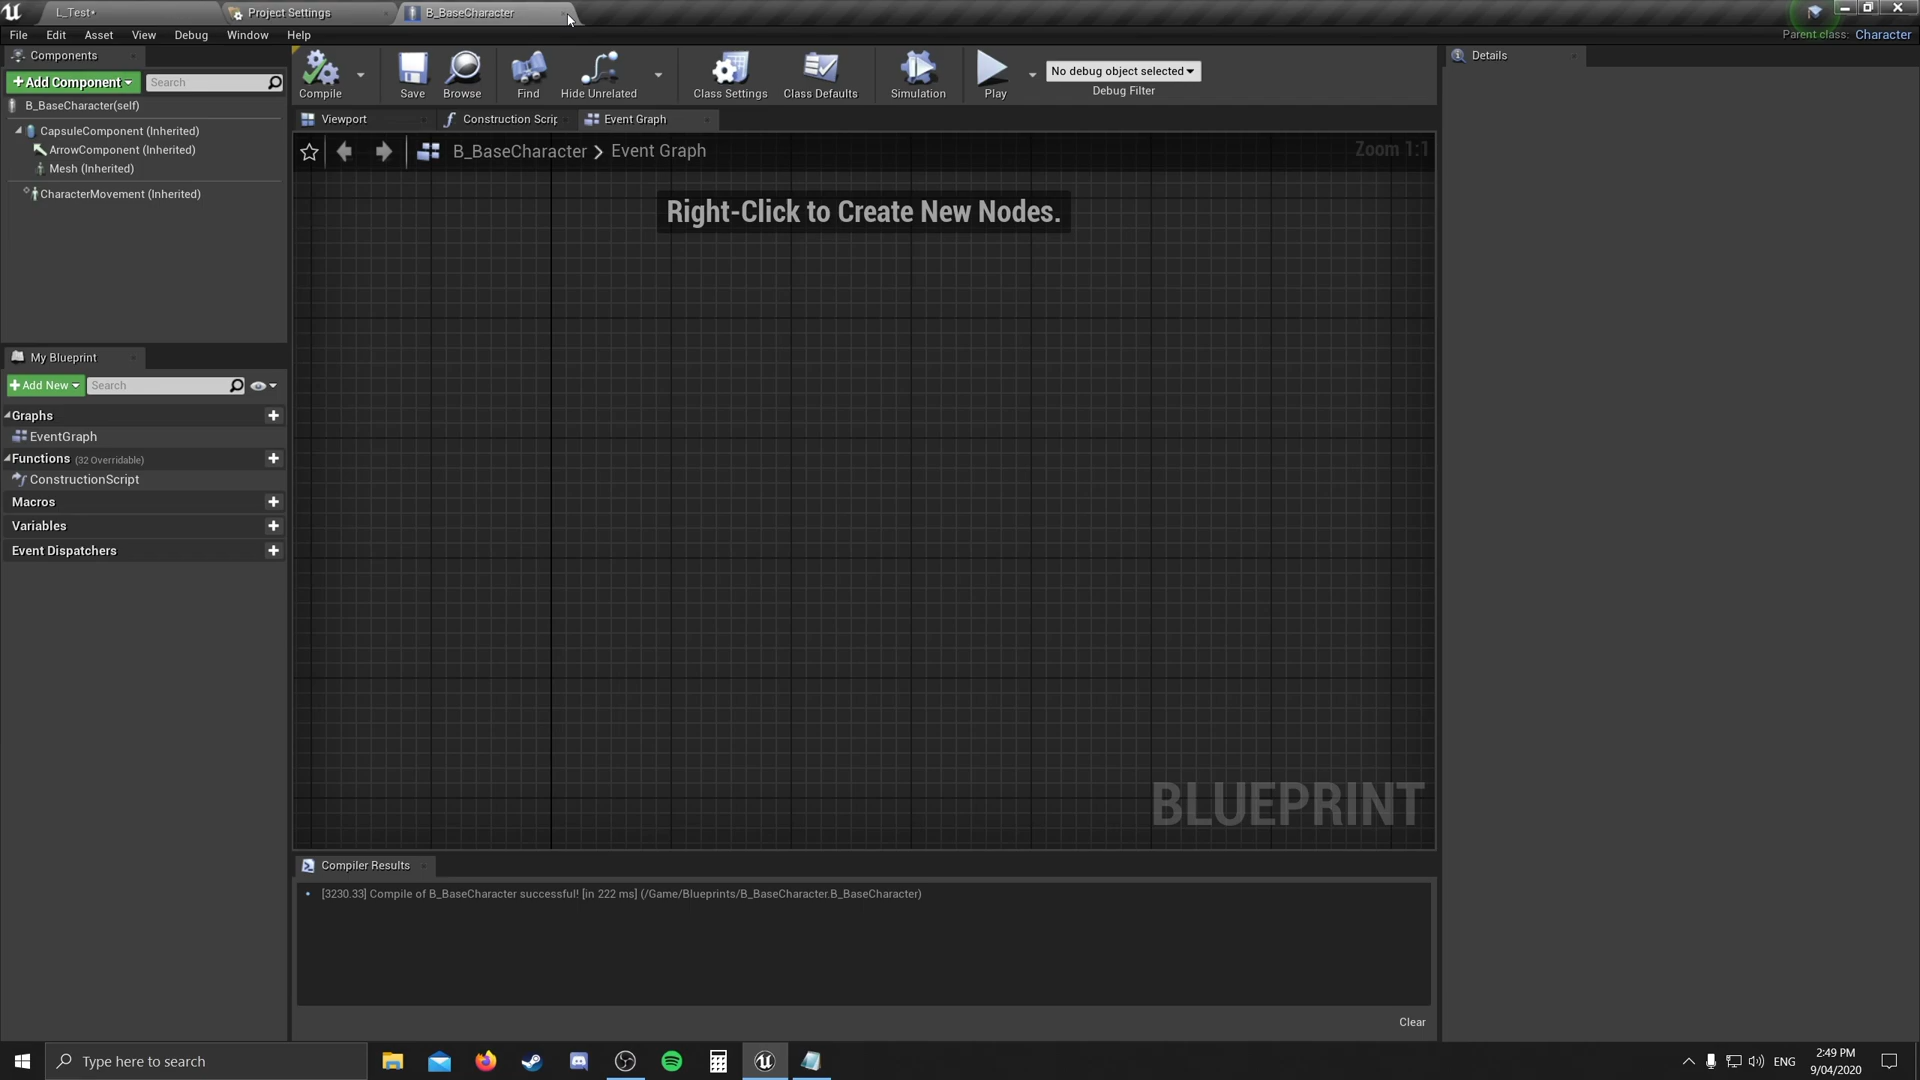 L_Test•
Project Settings
B_BaseCharacter
File Edit Asset View Debug Window Help
Parent class: Character
Components
Add Component
Search
B_BaseCharacter(self)
CapsuleComponent (Inherited)
ArrowComponent (Inherited)
Mesh (Inherited)
CharacterMovement (Inherited)
Compile
Save
Browse
Find
Hide Unrelated
Class Settings
Class Defaults
Simulation
Play
No debug object selected
Debug Filter
Details
Viewport
Construction Scrip
Event Graph
B_BaseCharacter > Event Graph
Zoom 1:1
Right-Click to Create New Nodes.
BLUEPRINT
My Blueprint
Add New
Search
Graphs
EventGraph
Functions (32 Overridable)
ConstructionScript
Macros
Variables
Event Dispatchers
Compiler Results
• [3230.33] Compile of B_BaseCharacter successful! [in 222 ms] (/Game/Blueprints/B_BaseCharacter.B_BaseCharacter)
Clear
Type here to search
ENG
2:49 PM
9/04/2020